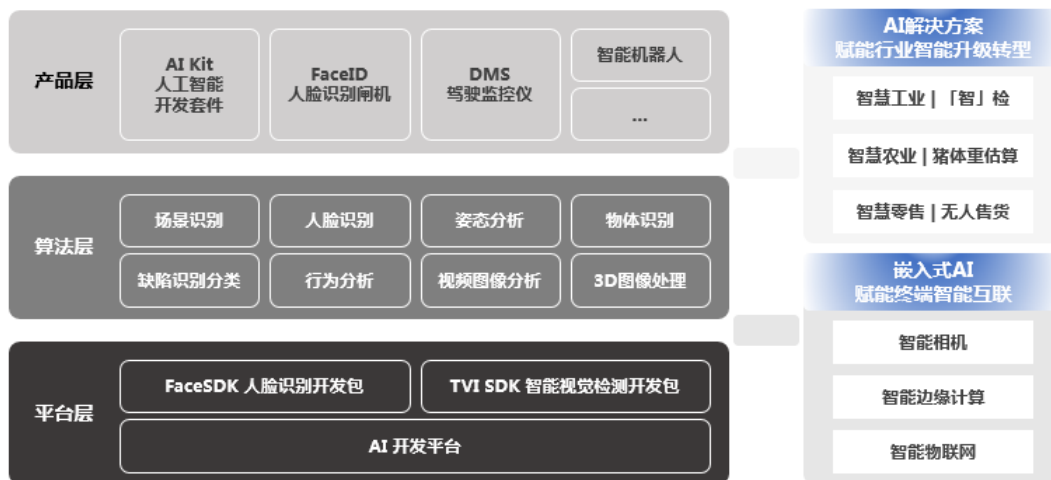 产品层
AI Kit
人工智能
开发套件
FaceID
人脸识别闸机
DMS
驾驶监控仪
智能机器人
...
算法层
场景识别
人脸识别
姿态分析
物体识别
缺陷识别分类
行为分析
视频图像分析
3D图像处理
平台层
FaceSDK 人脸识别开发包
TVI SDK 智能视觉检测开发包
AI 开发平台
AI解决方案
赋能行业智能升级转型
智慧工业 | 「智」检
智慧农业 | 猪体重估算
智慧零售 | 无人售货
嵌入式AI
赋能终端智能互联
智能相机
智能边缘计算
智能物联网